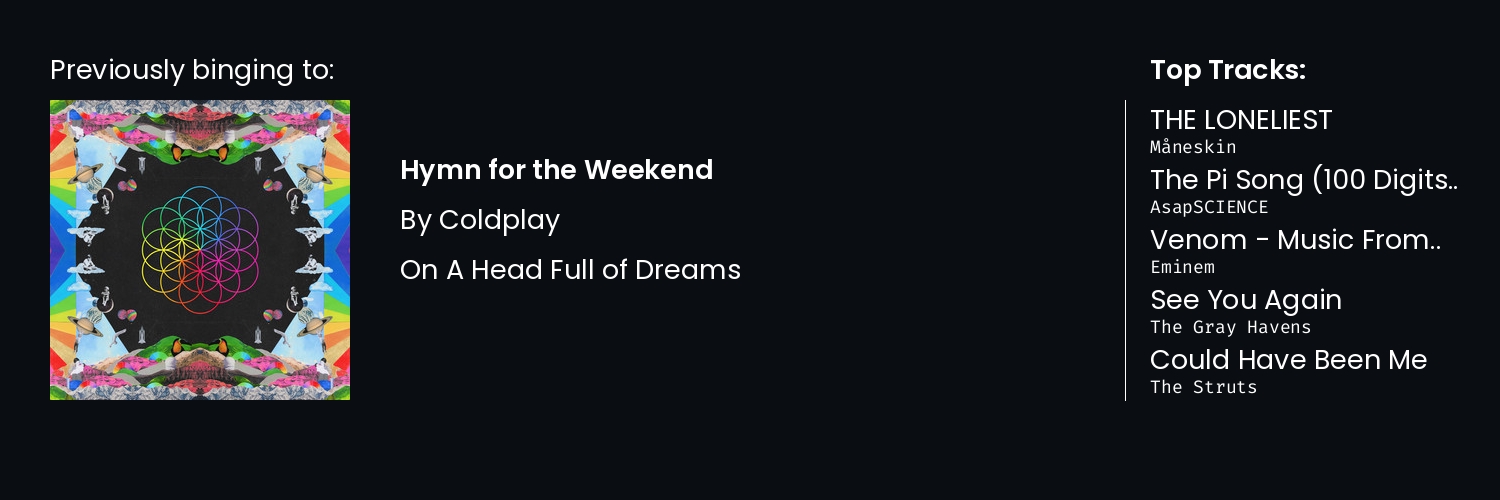 Previously binging to:
Hymn for the Weekend
By Coldplay
On A Head Full of Dreams
Top Tracks:
THE LONELIEST
Måneskin
The Pi Song (100 Digits..
AsapSCIENCE
Venom - Music From..
Eminem
See You Again
The Gray Havens
Could Have Been Me
The Struts